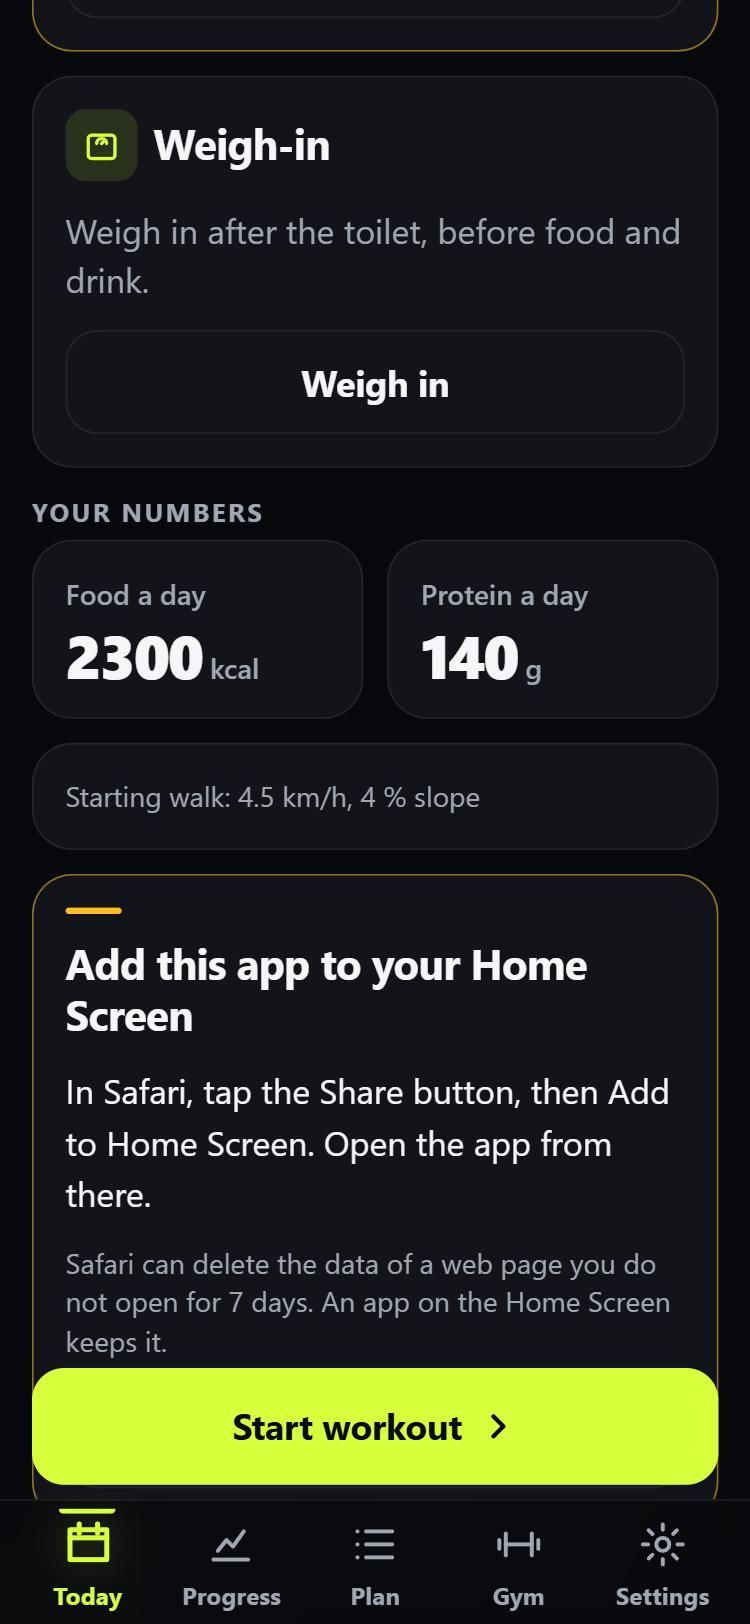 Weigh-in
Weigh in after the toilet, before food and
drink.
Weigh in
YOUR NUMBERS
Food a day
2300 kcal
Protein a day
140 g
Starting walk: 4.5 km/h, 4 % slope
Add this app to your Home
Screen
In Safari, tap the Share button, then Add
to Home Screen. Open the app from
there.
Safari can delete the data of a web page you do
not open for 7 days. An app on the Home Screen
keeps it.
Start workout
Today
Progress
Plan
Gym
Settings